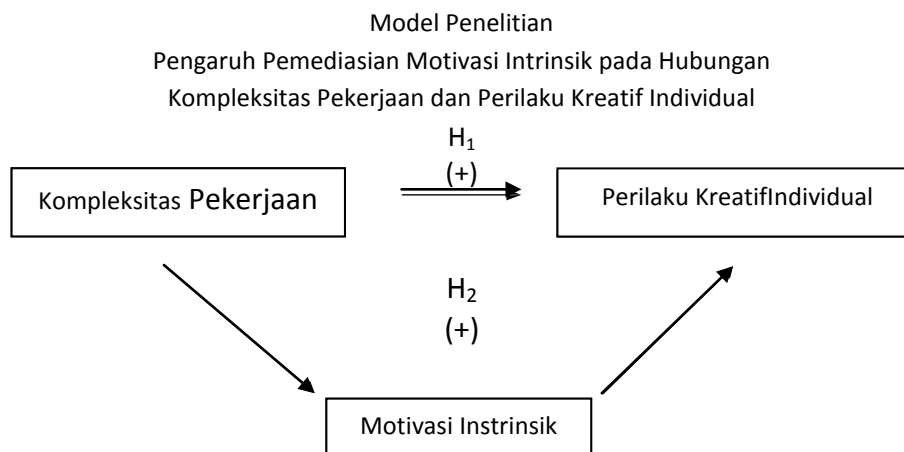 Model Penelitian
Pengaruh Pemediasian Motivasi Intrinsik pada Hubungan
Kompleksitas Pekerjaan dan Perilaku Kreatif Individual
H₁
(+)
Kompleksitas Pekerjaan
Perilaku KreatifIndividual
H₂
(+)
Motivasi Instrinsik